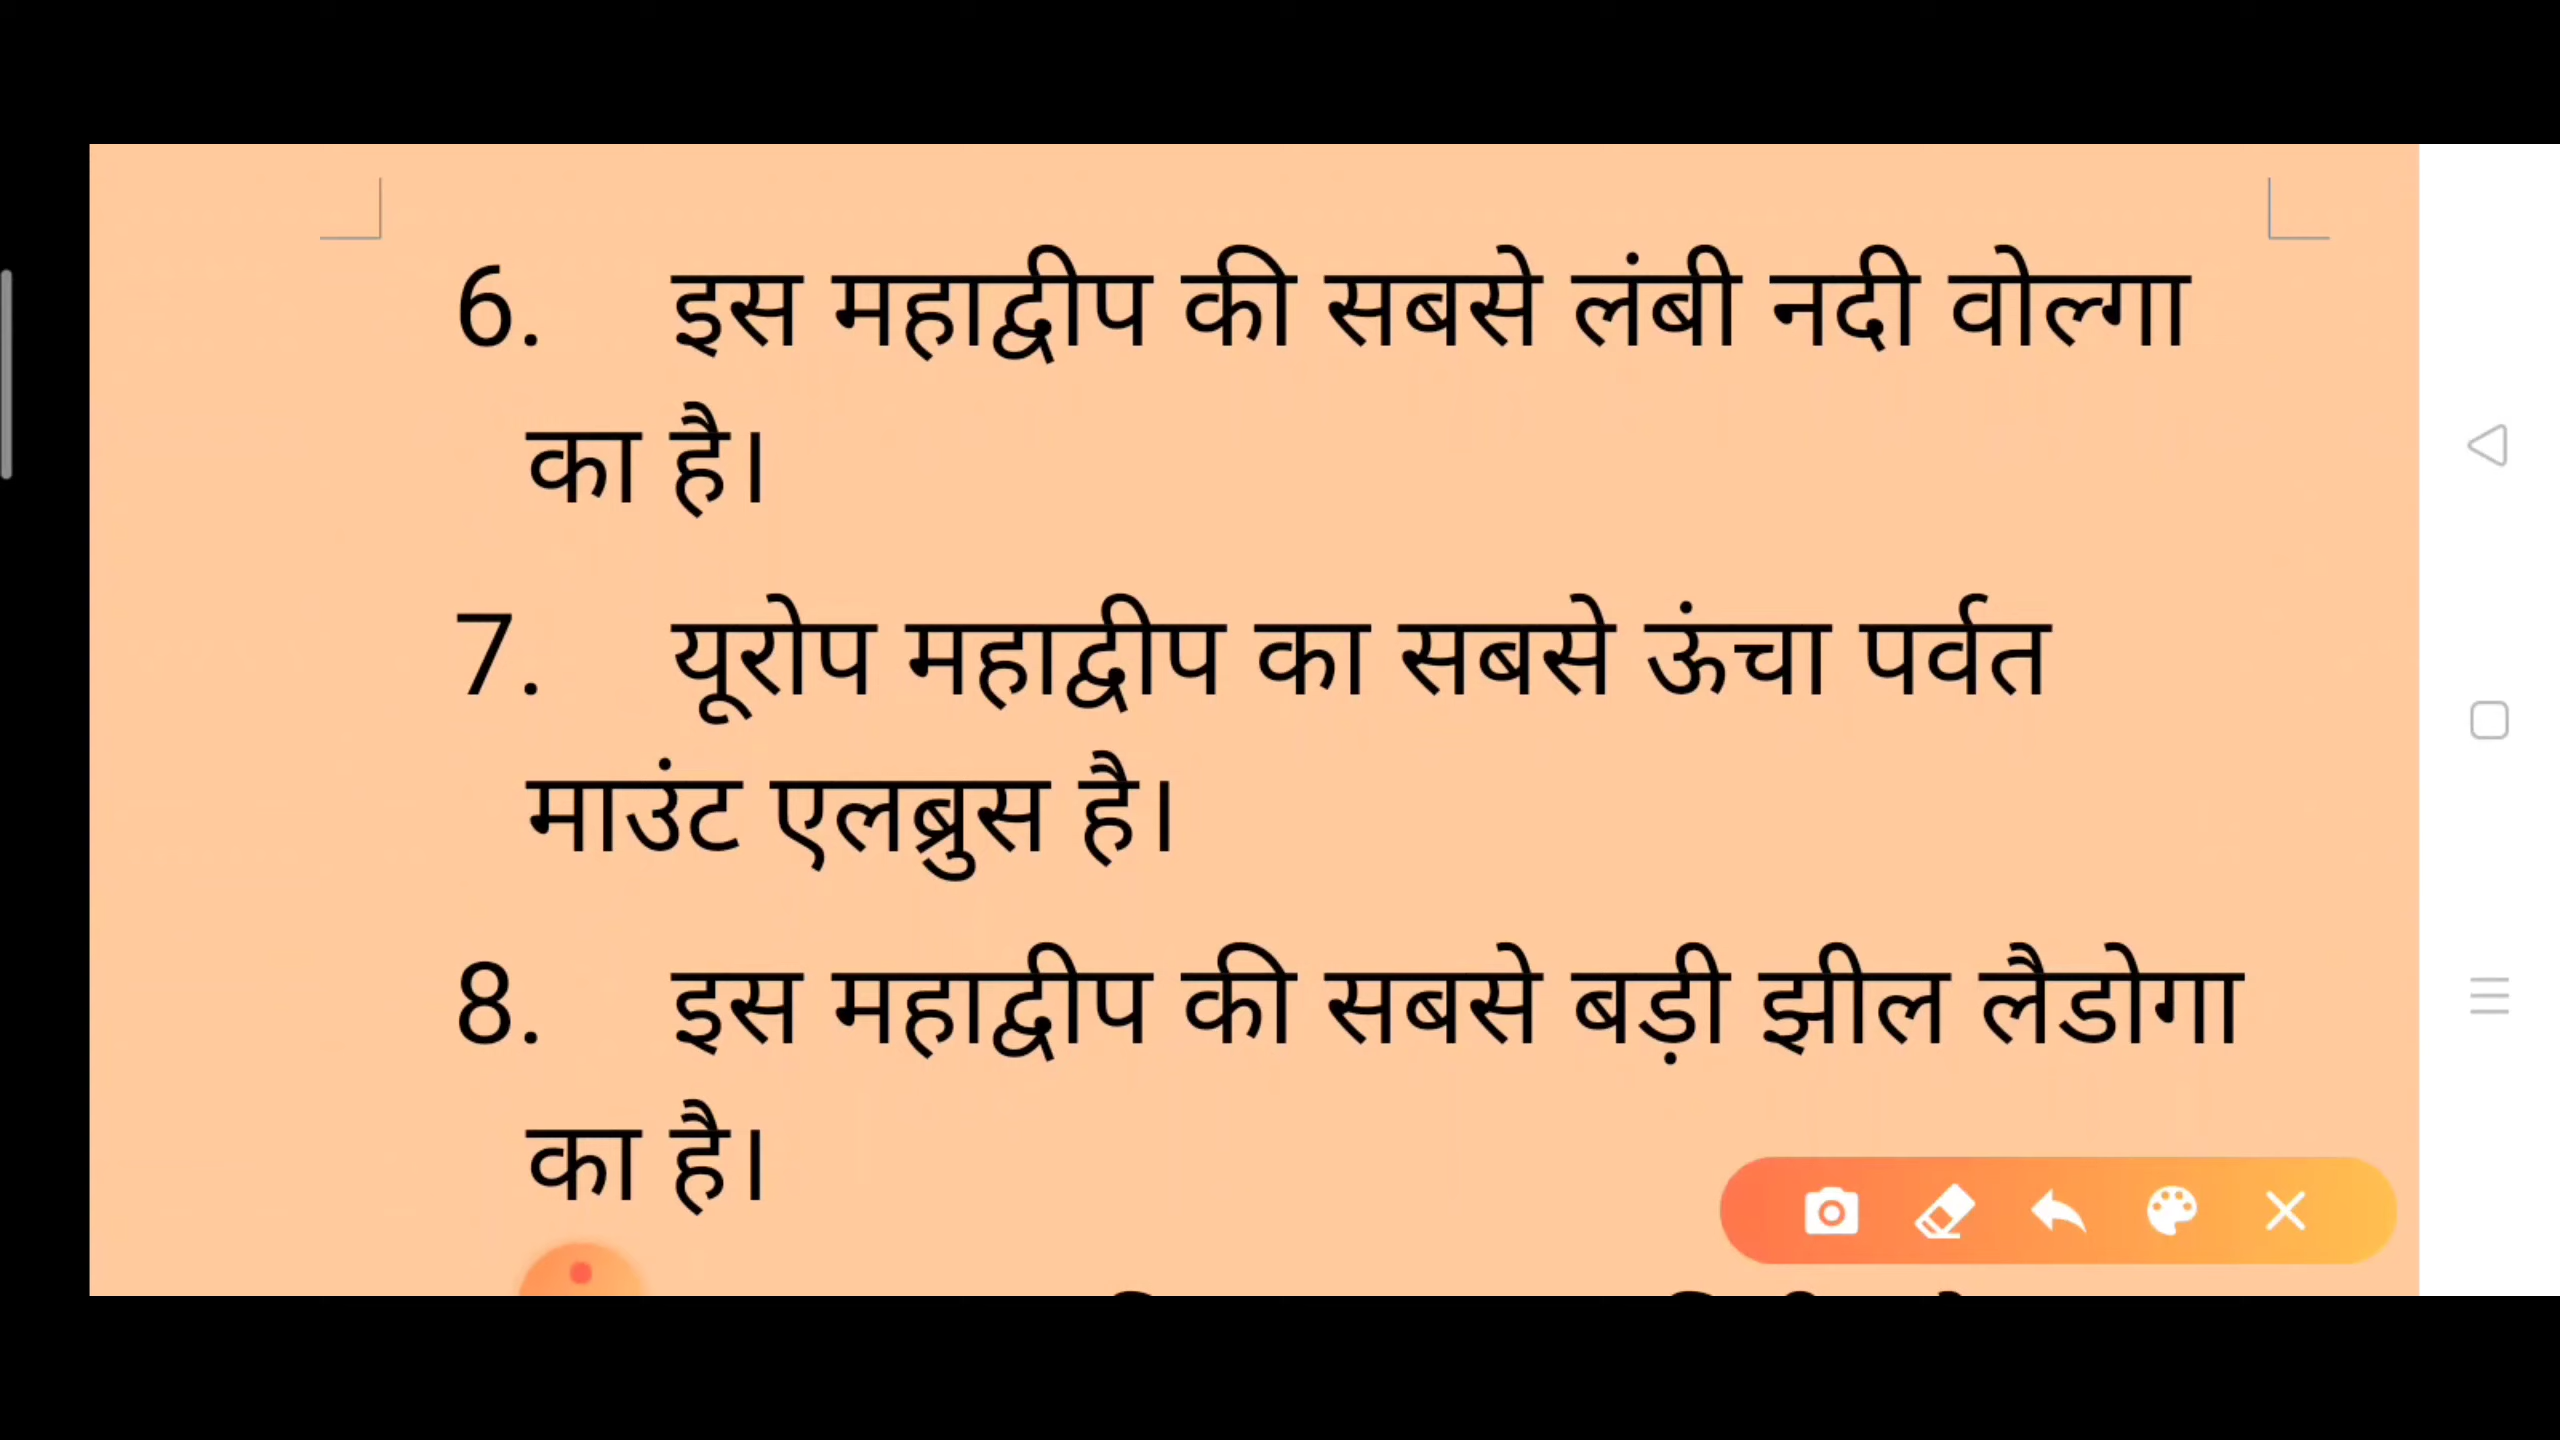 6. इस महाद्वीप की सबसे लंबी नदी वोल्गा
का है।
7. यूरोप महाद्वीप का सबसे ऊंचा पर्वत
माउंट एलब्रुस है।
8. इस महाद्वीप की सबसे बड़ी झील लैडोगा
का है।